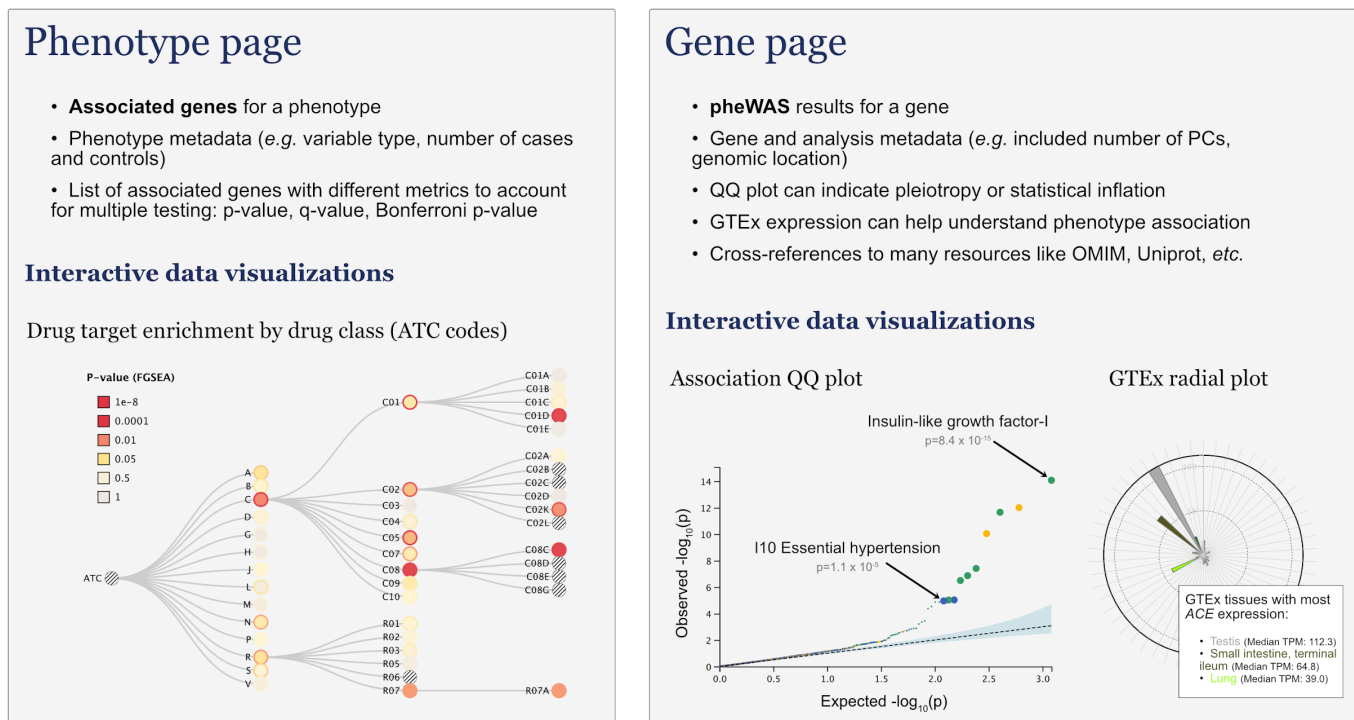 Phenotype page
• Associated genes for a phenotype
• Phenotype metadata (e.g. variable type, number of cases
and controls)
• List of associated genes with different metrics to account
for multiple testing: p-value, q-value, Bonferroni p-value
Interactive data visualizations
Drug target enrichment by drug class (ATC codes)
P-value (FGSEA)
1e-8
0.0001
0.01
0.05
0.5
1
ATC
A
B
C
D
G
H
J
L
M
N
P
R
S
V
C01
C02
C03
C04
C05
C07
C08
C09
C10
R01
R02
R03
R05
R06
R07
C01A
C01B
C01C
C01D
C01E
C02A
C02B
C02C
C02D
C02K
C02L
C08C
C08D
C08E
C08G
R07A
Gene page
• pheWAS results for a gene
• Gene and analysis metadata (e.g. included number of PCs,
genomic location)
• QQ plot can indicate pleiotropy or statistical inflation
• GTEx expression can help understand phenotype association
• Cross-references to many resources like OMIM, Uniprot, etc.
Interactive data visualizations
Association QQ plot
Insulin-like growth factor-I
p=8.4 x 10^-15
I10 Essential hypertension
p=1.1 x 10^-5
Observed -log10(p)
14
12
10
8
6
4
2
0
0.0
0.5
1.0
1.5
2.0
2.5
3.0
Expected -log10(p)
GTEx radial plot
GTEx tissues with most
ACE expression:
• Testis (Median TPM: 112.3)
• Small intestine, terminal
ileum (Median TPM: 64.8)
• Lung (Median TPM: 39.0)